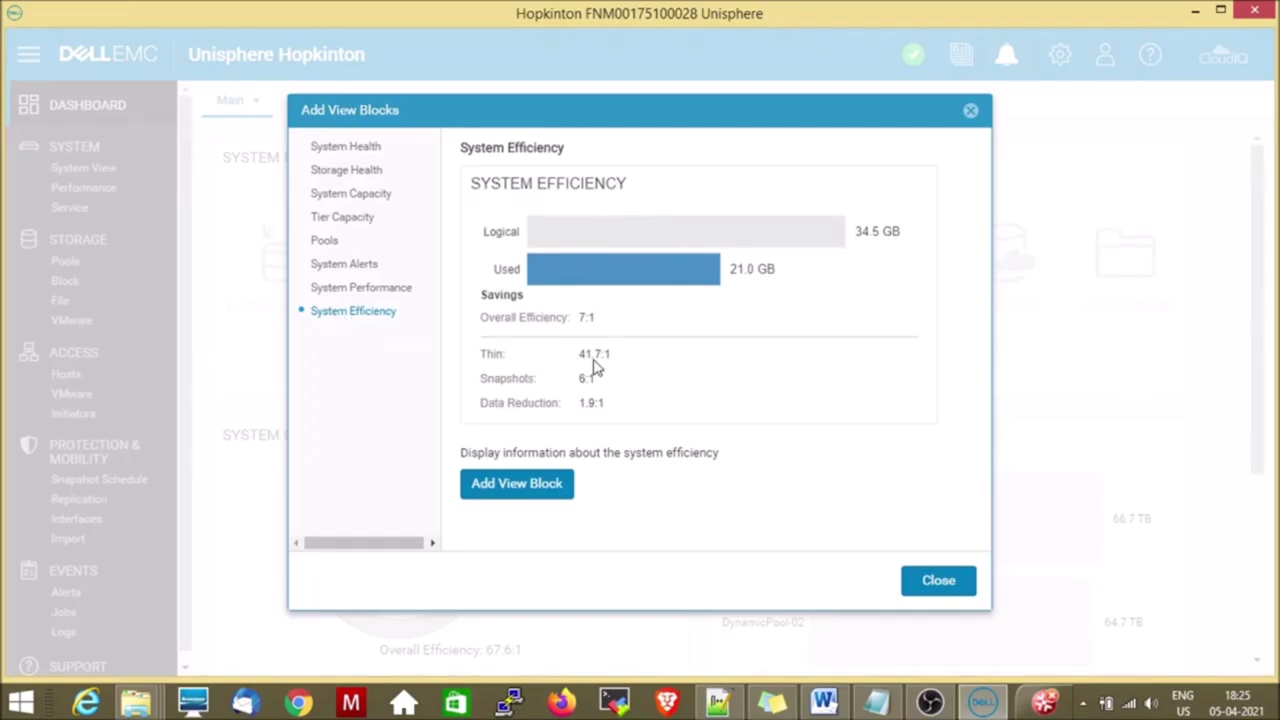 Hopkinton FNM00175100028 Unisphere
DELLEMC
Unisphere Hopkinton
CloudIQ
DASHBOARD
SYSTEM
System View
Performance
Service
STORAGE
Pools
Block
File
VMware
ACCESS
Hosts
VMware
Initiators
PROTECTION &
MOBILITY
Snapshot Schedule
Replication
Interfaces
Import
EVENTS
Alerts
Jobs
Logs
SUPPORT
Main
SYSTEM
SYSTEM
Add View Blocks
System Health
Storage Health
System Capacity
Tier Capacity
Pools
System Alerts
System Performance
System Efficiency
System Efficiency
SYSTEM EFFICIENCY
Logical 34.5 GB
Used 21.0 GB
Savings
Overall Efficiency: 7:1
Thin: 41.7:1
Snapshots: 6:1
Data Reduction: 1.9:1
Display information about the system efficiency
Add View Block
Close
66.7 TB
DynamicPool-02 64.7 TB
Overall Efficiency: 67.6:1
ENG
US
18:25
05-04-2021